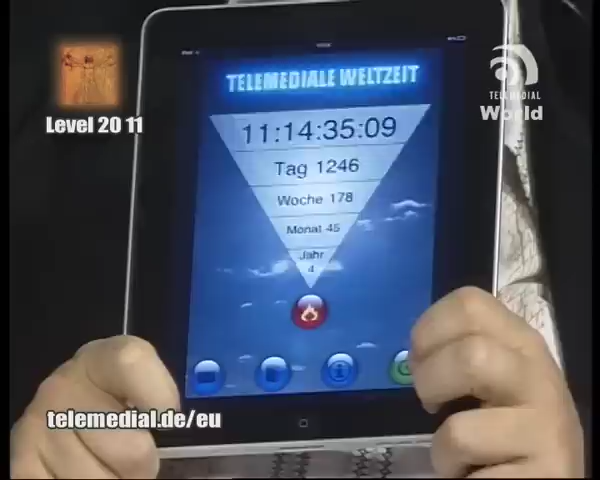 TELEMEDIALE WELTZEIT
11:14:35:09
Tag 1246
Woche 178
Monat 45
Jahr
4
Level 20 11
TELEMEDIAL
World
telemedial.de/eu